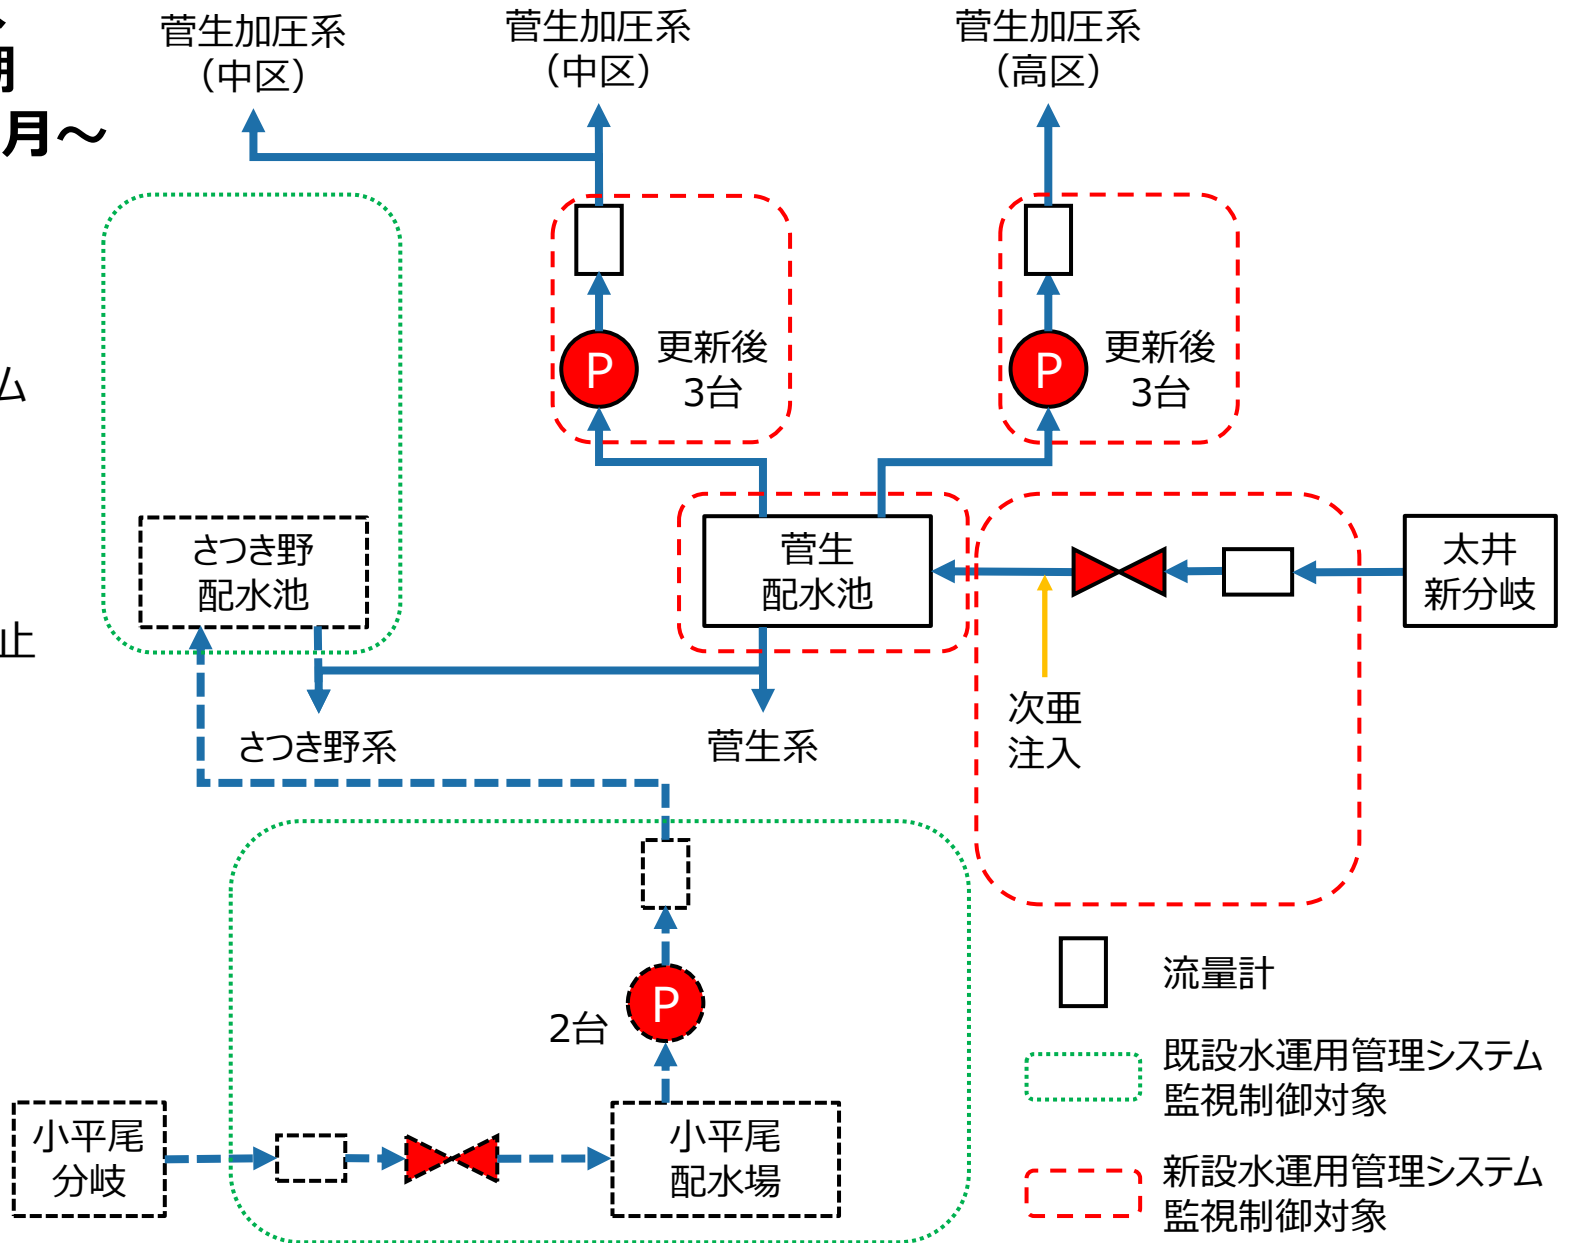 菅生加圧系
（中区）
菅生加圧系
（中区）
菅生加圧系
（高区）
月～
P
更新後
3台
P
更新後
3台
ム
さつき野
配水池
菅生
配水池
太井
新分岐
止
次亜
注入
さつき野系
菅生系
P
2台
流量計
既設水運用管理システム
監視制御対象
小平尾
分岐
小平尾
配水場
新設水運用管理システム
監視制御対象